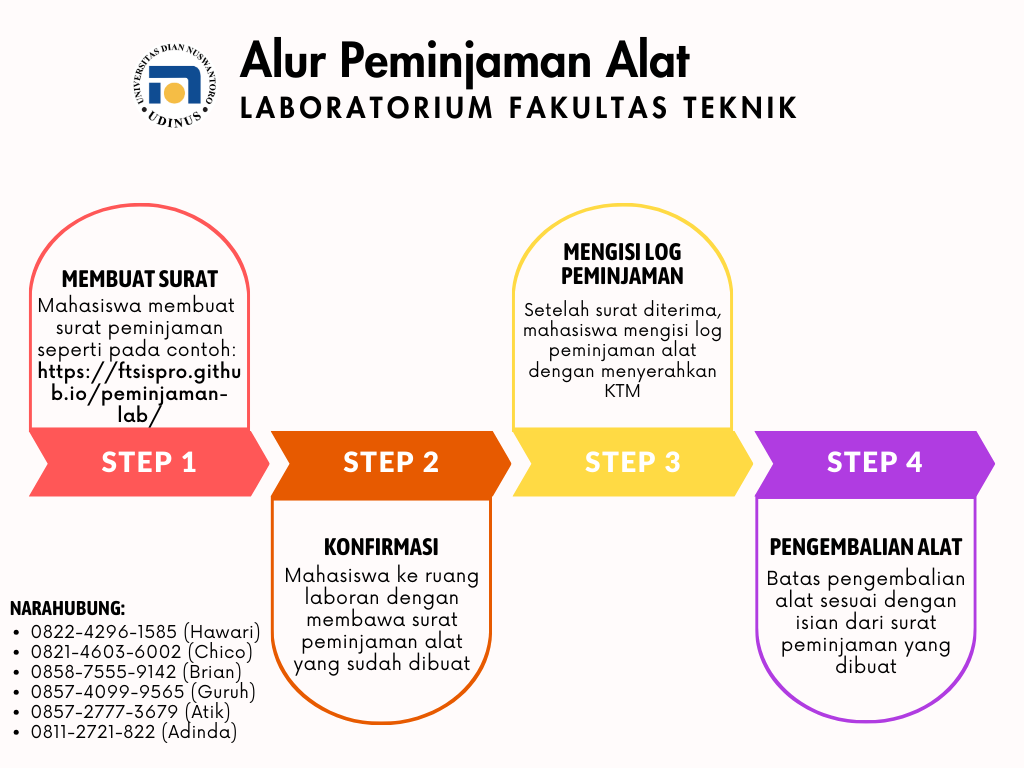 UNIVERSITAS DIAN NUSWANTORO
• UDINUS •
Alur Peminjaman Alat
LABORATORIUM FAKULTAS TEKNIK
MEMBUAT SURAT
Mahasiswa membuat
surat peminjaman
seperti pada contoh:
https://ftsispro.githu
b.io/peminjaman-
lab/
STEP 1
STEP 2
KONFIRMASI
Mahasiswa ke ruang
laboran dengan
membawa surat
peminjaman alat
yang sudah dibuat
MENGISI LOG
PEMINJAMAN
Setelah surat diterima,
mahasiswa mengisi log
peminjaman alat
dengan menyerahkan
KTM
STEP 3
STEP 4
PENGEMBALIAN ALAT
Batas pengembalian
alat sesuai dengan
isian dari surat
peminjaman yang
dibuat
NARAHUBUNG:
• 0822-4296-1585 (Hawari)
• 0821-4603-6002 (Chico)
• 0858-7555-9142 (Brian)
• 0857-4099-9565 (Guruh)
• 0857-2777-3679 (Atik)
• 0811-2721-822 (Adinda)